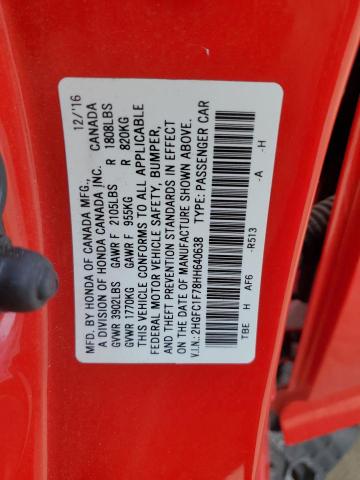 MFD. BY HONDA OF CANADA MFG., 12/'16
A DIVISION OF HONDA CANADA INC. CANADA
GVWR 3902LBS GAWR F 2105LBS R 1808LBS
GVWR 1770KG GAWR F 955KG R 820KG
THIS VEHICLE CONFORMS TO ALL APPLICABLE
FEDERAL MOTOR VEHICLE SAFETY, BUMPER,
AND THEFT PREVENTION STANDARDS IN EFFECT
ON THE DATE OF MANUFACTURE SHOWN ABOVE.
V.I.N.: 2HGFC1F78HH640638 TYPE: PASSENGER CAR
TBE H AF6 -R513 -A -H